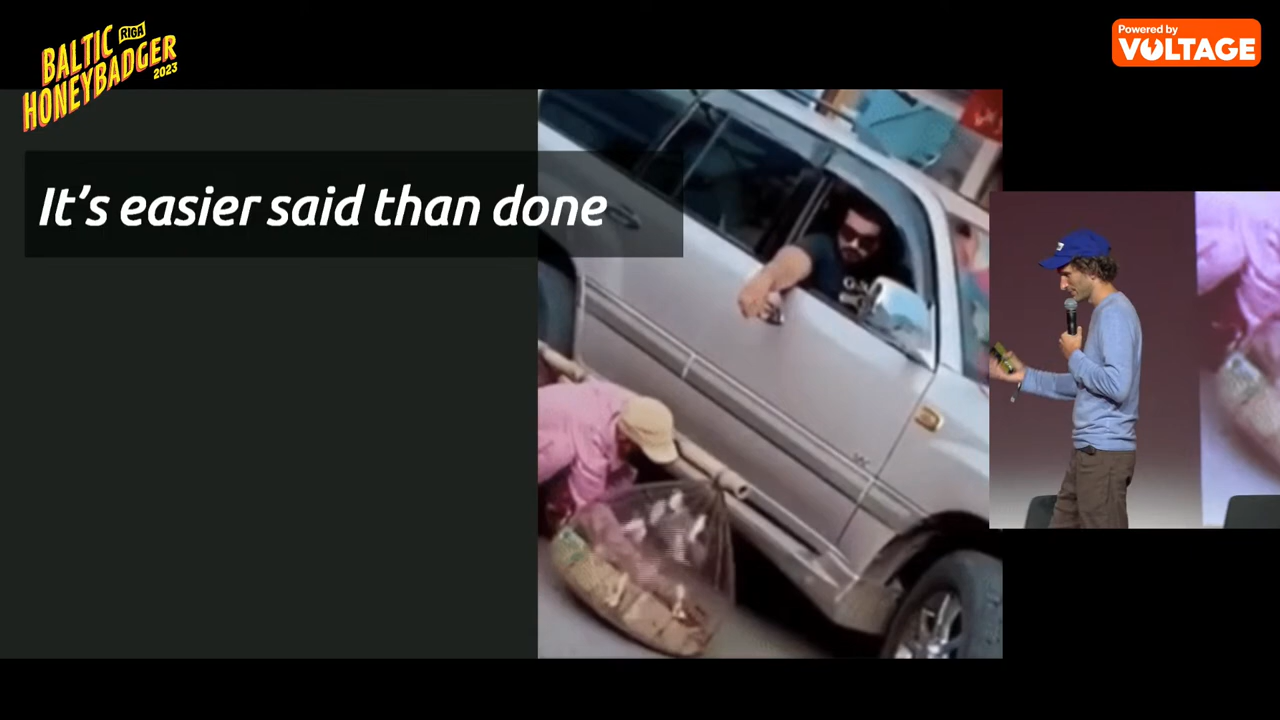 BALTIC
RIGA
HONEYBADGER
2023
Powered by
VOLTAGE
It's easier said than done